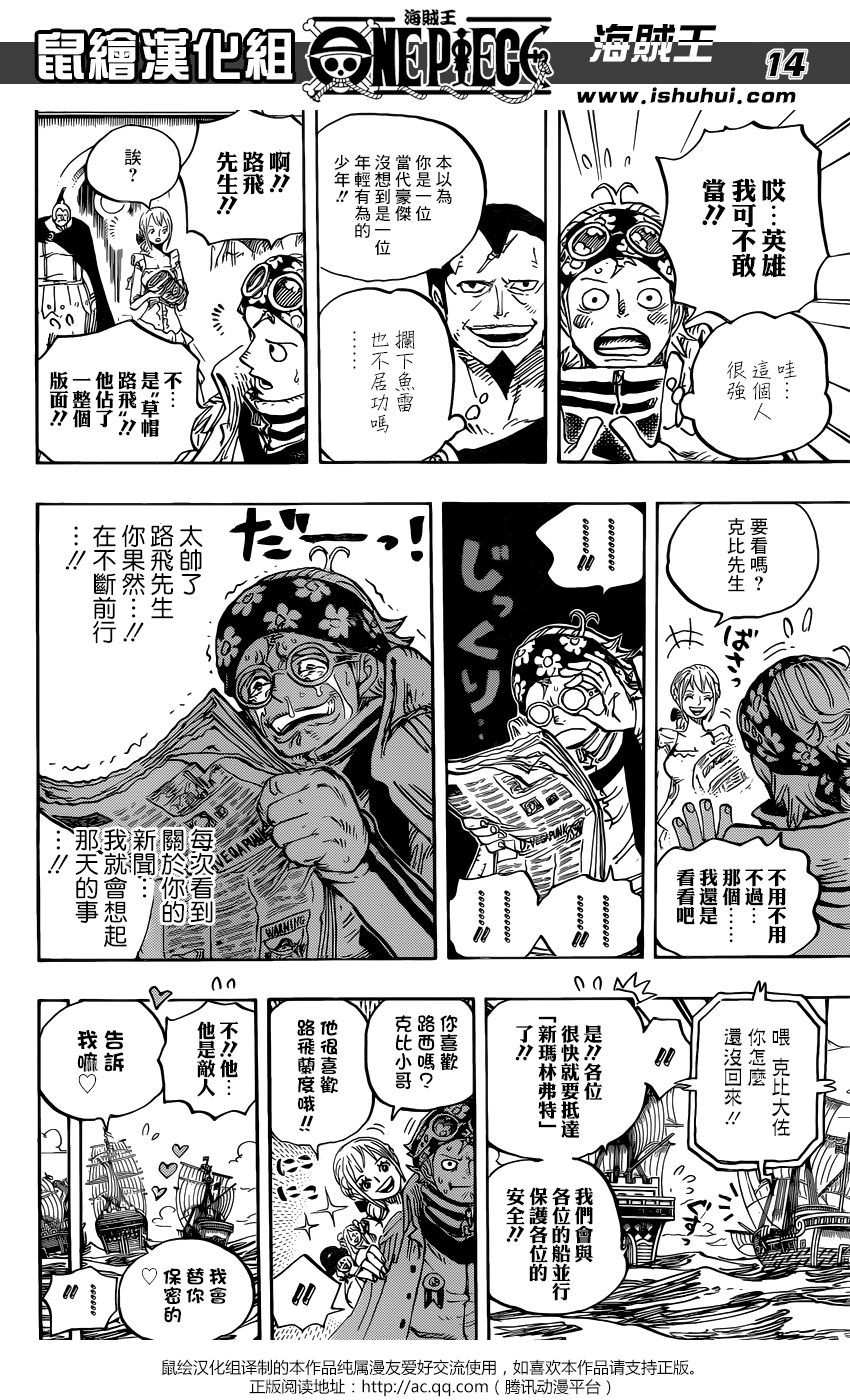 鼠繪漢化組
海賊王
ONE PIECE
海賊王
14
www.ishuhui.com
哎…英雄
我可不敢
當!!
哇…
這個人
很強
本以為
你是一位
當代豪傑
沒想到是一位
年輕有為的
少年!!
攔下魚雷
也不居功嗎
……
啊!!
路飛
先生!!
誒?
不…
是“草帽
路飛”!!
他佔了
一整個
版面!!
要看嗎?
克比先生
ばさっ
不用不用
不過…
那個……
我還是
看看吧
………
………!!
じっくり…
VEGAPUNK
………
………!!
だーっ!!
太帥了
路飛先生
你果然…!!
在不斷前行
…!!
VEGAPUNK
WARNING
每次看到
關於你的
新聞…
我就會想起
那天的事
…!!
喂 克比大佐
你怎麼
還沒回來!!
ぐずっ
是!!各位
很快就要抵達
「新瑪林弗特」
了!!
我們會與
各位的船並行
保護各位的
安全!!
你喜歡
路西嗎?
克比小哥
他很喜歡
路飛蘭度哦!!
にこ
にこ
……!!
不!!他…
他是敵人
告訴
我嘛♡
我會
替你
保密的
♡
……!!
鼠绘汉化组译制的本作品纯属漫友爱好交流使用，如喜欢本作品请支持正版。
正版阅读地址：http://ac.qq.com（腾讯动漫平台）